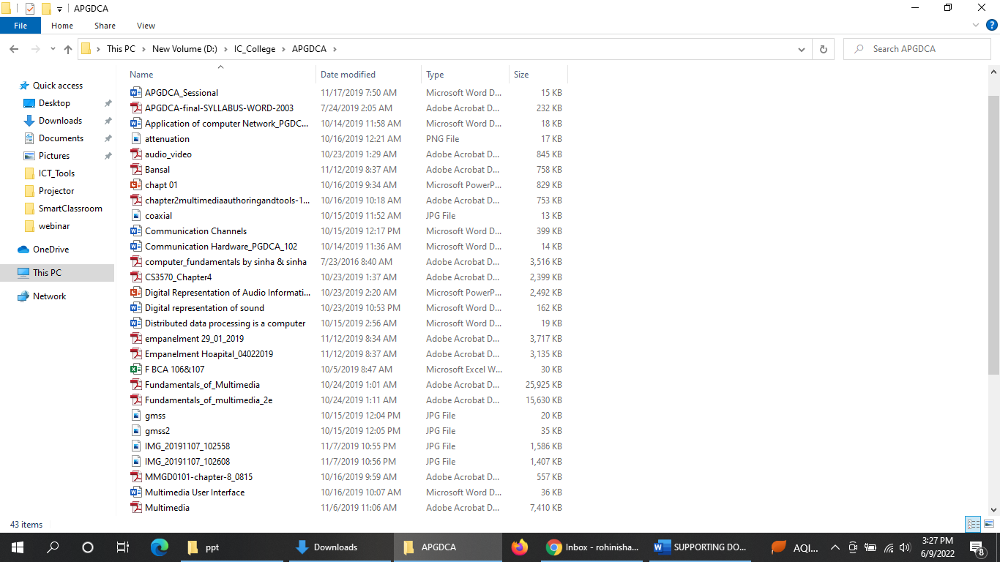 APGDCA
File Home Share View
This PC New Volume (D:) IC_College APGDCA Search APGDCA
Name Date modified Type Size
Quick access
Desktop
Downloads
Documents
Pictures
ICT_Tools
Projector
SmartClassroom
webinar
OneDrive
This PC
Network
APGDCA_Sessional 11/17/2019 7:50 AM Microsoft Word D... 15 KB
APGDCA-final-SYLLABUS-WORD-2003 7/24/2019 2:05 AM Adobe Acrobat D... 232 KB
Application of computer Network_PGDC... 10/14/2019 11:58 AM Microsoft Word D... 18 KB
attenuation 10/16/2019 12:21 AM PNG File 17 KB
audio_video 10/23/2019 1:29 AM Adobe Acrobat D... 845 KB
Bansal 11/12/2019 8:37 AM Adobe Acrobat D... 758 KB
chapt 01 10/16/2019 9:34 AM Microsoft PowerP... 829 KB
chapter2multimediaauthoringandtools-1... 10/16/2019 10:18 AM Adobe Acrobat D... 753 KB
coaxial 10/15/2019 11:52 AM JPG File 13 KB
Communication Channels 10/15/2019 12:17 PM Microsoft Word D... 399 KB
Communication Hardware_PGDCA_102 10/14/2019 11:36 AM Microsoft Word D... 14 KB
computer_fundamentals by sinha & sinha 7/23/2016 8:40 AM Adobe Acrobat D... 3,516 KB
CS3570_Chapter4 10/23/2019 1:37 AM Adobe Acrobat D... 2,399 KB
Digital Representation of Audio Informati... 10/23/2019 2:20 AM Microsoft PowerP... 2,492 KB
Digital representation of sound 10/23/2019 10:53 PM Microsoft Word D... 162 KB
Distributed data processing is a computer 10/15/2019 2:56 AM Microsoft Word D... 19 KB
empanelment 29_01_2019 11/12/2019 8:34 AM Adobe Acrobat D... 3,717 KB
Empanelment Hoapital_04022019 11/12/2019 8:37 AM Adobe Acrobat D... 3,135 KB
F BCA 106&107 10/5/2019 8:47 AM Microsoft Excel W... 30 KB
Fundamentals_of_Multimedia 10/24/2019 1:01 AM Adobe Acrobat D... 25,925 KB
Fundamentals_of_multimedia_2e 10/24/2019 1:11 AM Adobe Acrobat D... 15,630 KB
gmss 10/15/2019 12:04 PM JPG File 20 KB
gmss2 10/15/2019 12:05 PM JPG File 35 KB
IMG_20191107_102558 11/7/2019 10:55 PM JPG File 1,586 KB
IMG_20191107_102608 11/7/2019 10:56 PM JPG File 1,407 KB
MMGD0101-chapter-8_0815 10/16/2019 9:59 AM Adobe Acrobat D... 557 KB
Multimedia User Interface 10/16/2019 10:07 AM Microsoft Word D... 36 KB
Multimedia 11/6/2019 11:06 AM Adobe Acrobat D... 7,410 KB
43 items
ppt Downloads APGDCA Inbox - rohinisha... SUPPORTING DO... AQI... 3:27 PM
6/9/2022 8